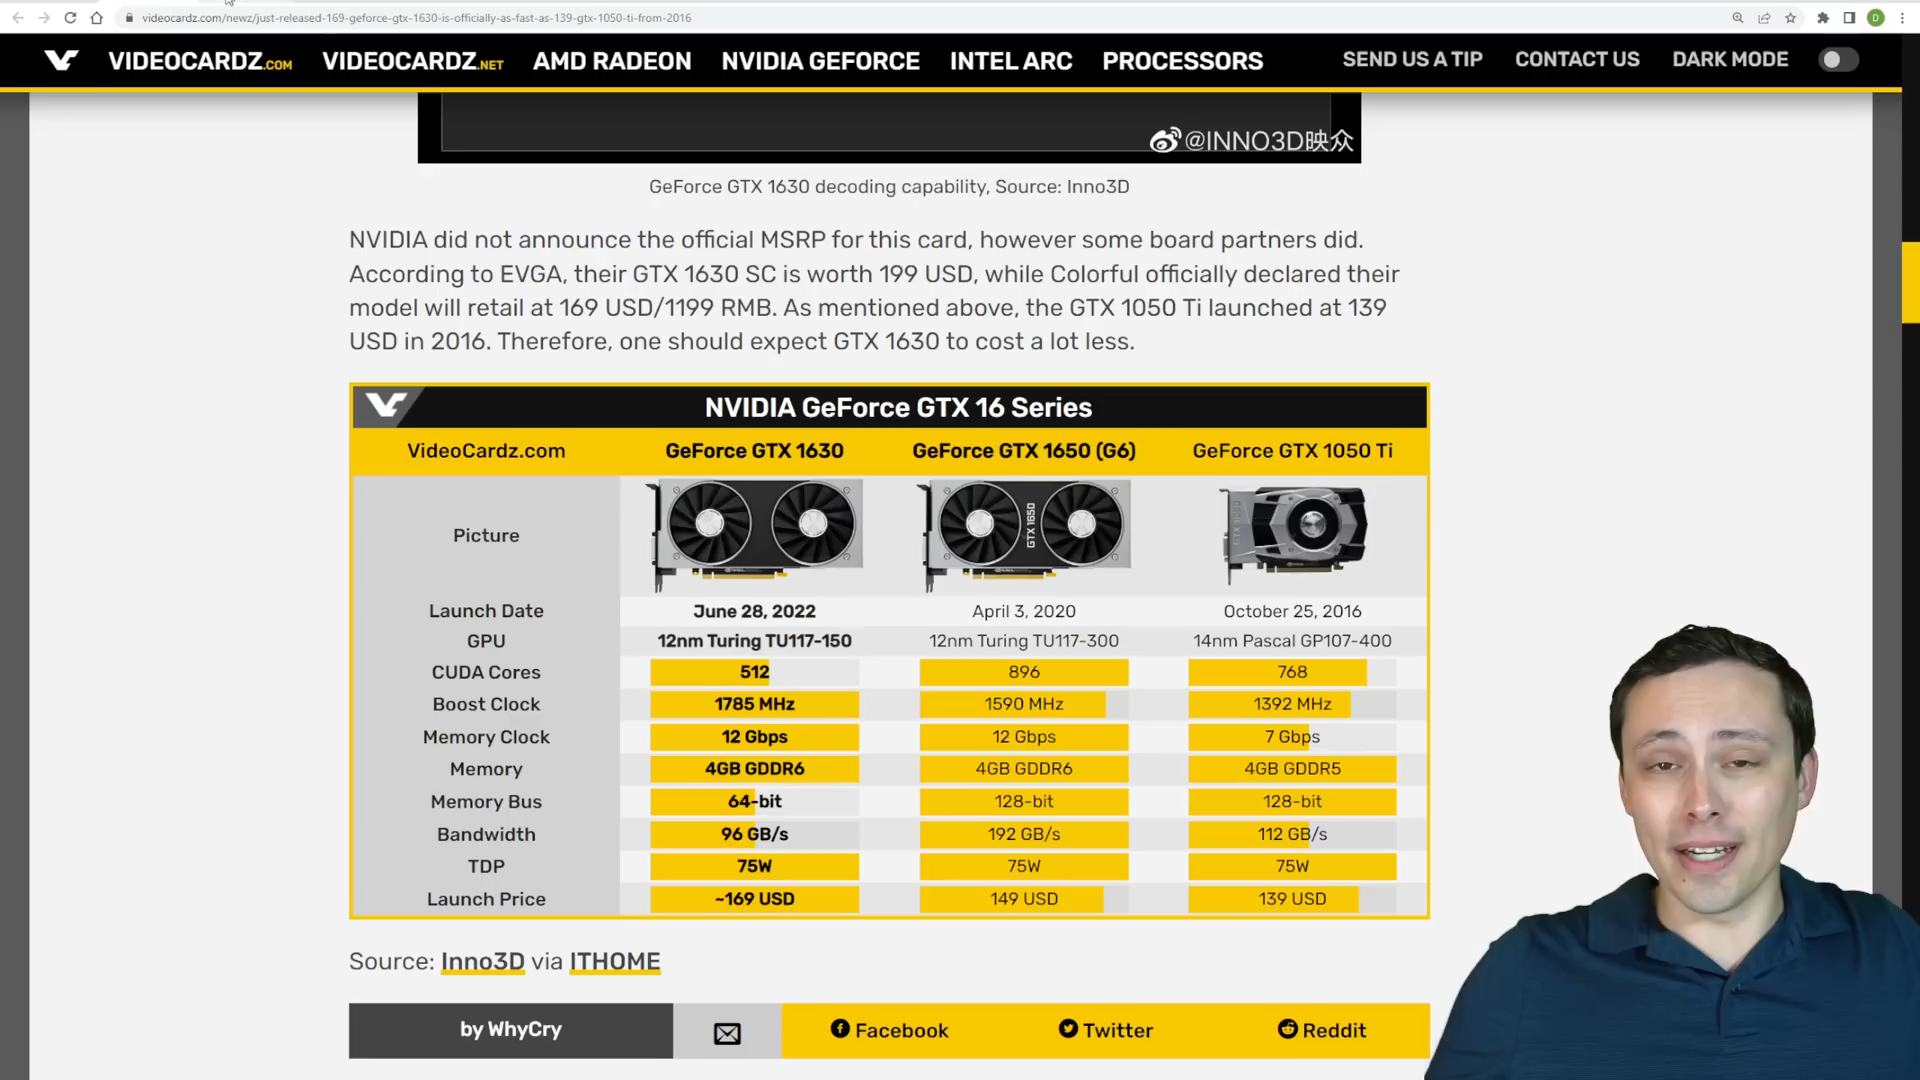 videocardz.com/newz/just-released-169-geforce-gtx-1630-is-officially-as-fast-as-139-gtx-1050-ti-from-2016
D
VIDEOCARDZ.COM VIDEOCARDZ.NET AMD RADEON NVIDIA GEFORCE INTEL ARC PROCESSORS SEND US A TIP CONTACT US DARK MODE
@INNO3D映众
GeForce GTX 1630 decoding capability, Source: Inno3D
NVIDIA did not announce the official MSRP for this card, however some board partners did.
According to EVGA, their GTX 1630 SC is worth 199 USD, while Colorful officially declared their
model will retail at 169 USD/1199 RMB. As mentioned above, the GTX 1050 Ti launched at 139
USD in 2016. Therefore, one should expect GTX 1630 to cost a lot less.
NVIDIA GeForce GTX 16 Series
VideoCardz.com GeForce GTX 1630 GeForce GTX 1650 (G6) GeForce GTX 1050 Ti
Picture
GTX 1650
Launch Date June 28, 2022 April 3, 2020 October 25, 2016
GPU 12nm Turing TU117-150 12nm Turing TU117-300 14nm Pascal GP107-400
CUDA Cores 512 896 768
Boost Clock 1785 MHz 1590 MHz 1392 MHz
Memory Clock 12 Gbps 12 Gbps 7 Gbps
Memory 4GB GDDR6 4GB GDDR6 4GB GDDR5
Memory Bus 64-bit 128-bit 128-bit
Bandwidth 96 GB/s 192 GB/s 112 GB/s
TDP 75W 75W 75W
Launch Price ~169 USD 149 USD 139 USD
Source: Inno3D via ITHOME
by WhyCry Facebook Twitter Reddit